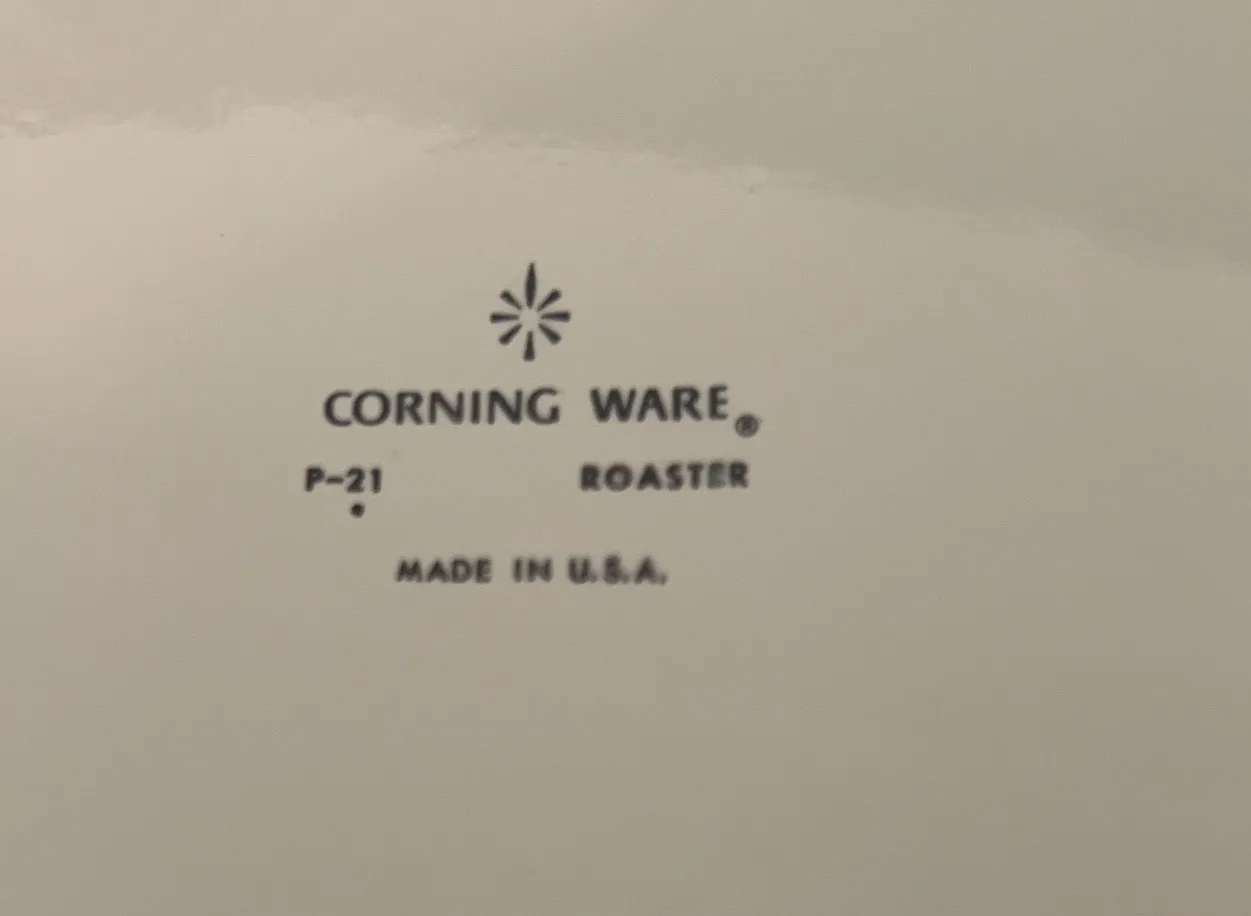 CORNING WARE®
P-21 ROASTER
MADE IN U.S.A.